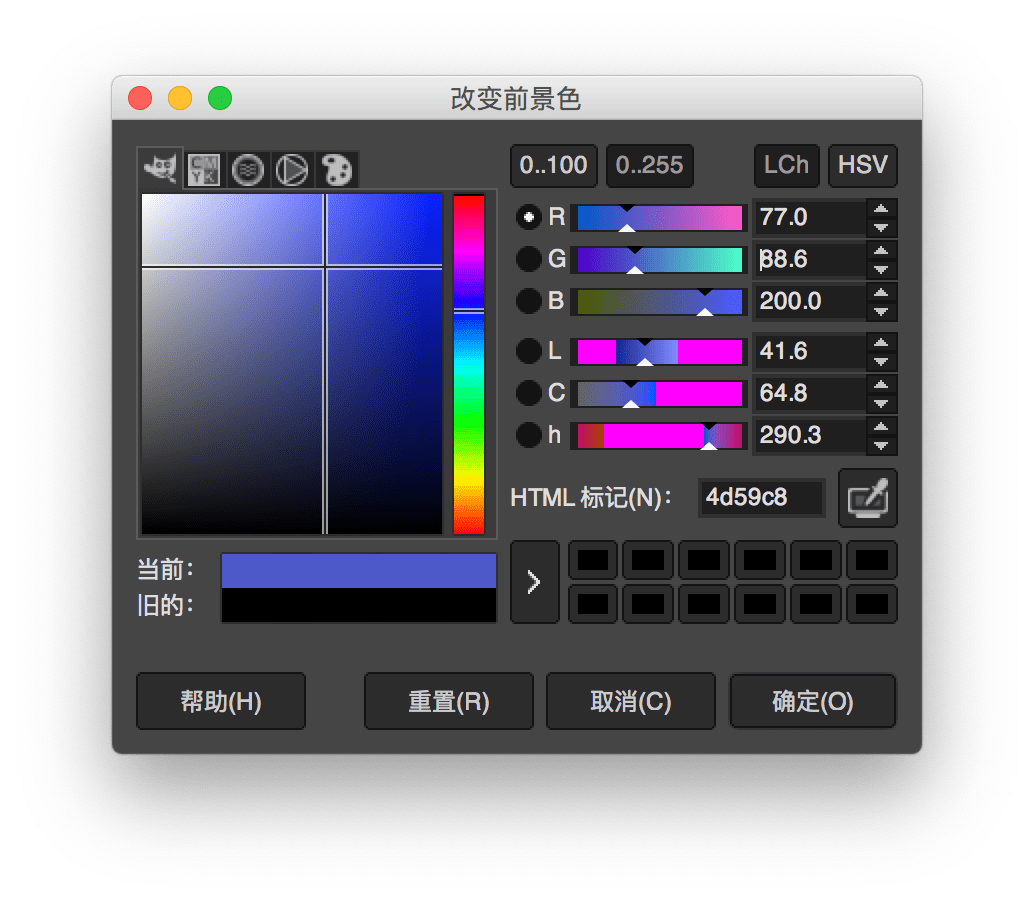 改变前景色
CM
YK
0..100 0..255 LCh HSV
R 77.0
G 88.6
B 200.0
L 41.6
C 64.8
h 290.3
HTML 标记(N): 4d59c8
当前:
旧的:
帮助(H) 重置(R) 取消(C) 确定(O)